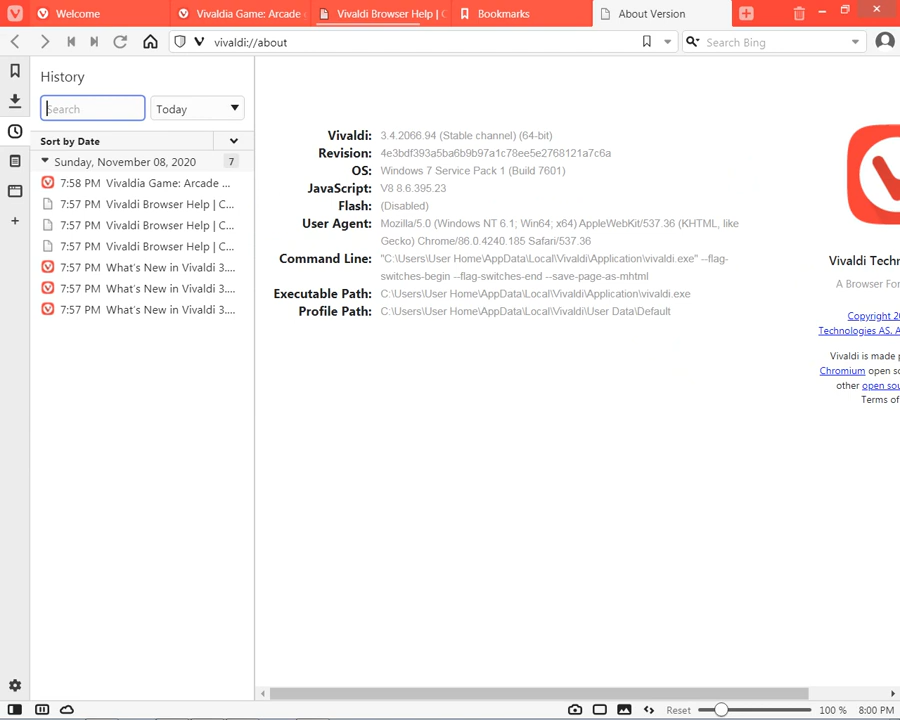 Welcome
Vivaldia Game: Arcade
Vivaldi Browser Help | C
Bookmarks
About Version
vivaldi://about
Search Bing
History
Search
Today
Sort by Date
Sunday, November 08, 2020 7
7:58 PM Vivaldia Game: Arcade ...
7:57 PM Vivaldi Browser Help | C...
7:57 PM Vivaldi Browser Help | C...
7:57 PM Vivaldi Browser Help | C...
7:57 PM What's New in Vivaldi 3....
7:57 PM What's New in Vivaldi 3....
7:57 PM What's New in Vivaldi 3....
Vivaldi: 3.4.2066.94 (Stable channel) (64-bit)
Revision: 4e3bdf393a5ba6b9b97a1c78ee5e2768121a7c6a
OS: Windows 7 Service Pack 1 (Build 7601)
JavaScript: V8 8.6.395.23
Flash: (Disabled)
User Agent: Mozilla/5.0 (Windows NT 6.1; Win64; x64) AppleWebKit/537.36 (KHTML, like
Gecko) Chrome/86.0.4240.185 Safari/537.36
Command Line: "C:\Users\User Home\AppData\Local\Vivaldi\Application\vivaldi.exe" --flag-
switches-begin --flag-switches-end --save-page-as-mhtml
Executable Path: C:\Users\User Home\AppData\Local\Vivaldi\Application\vivaldi.exe
Profile Path: C:\Users\User Home\AppData\Local\Vivaldi\User Data\Default
Vivaldi Techn
A Browser For
Copyright 20
Technologies AS. A
Vivaldi is made p
Chromium open so
other open sou
Terms of
Reset
100 %
8:00 PM